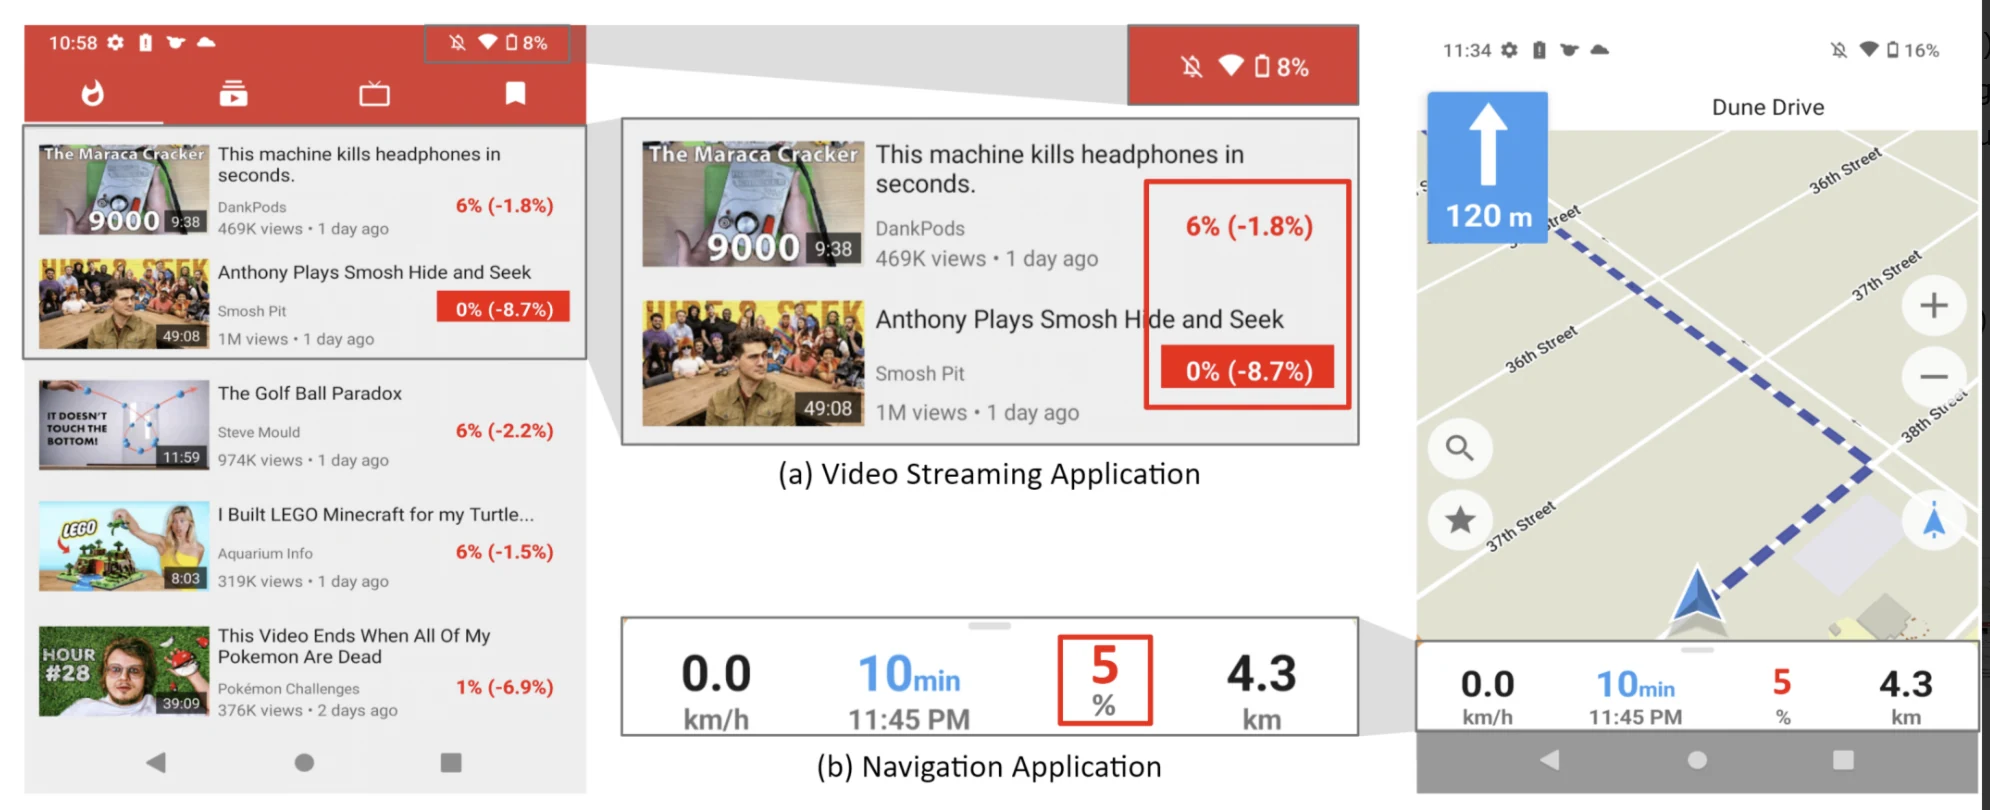 10:58
8%
The Maraca Cracker
9000
9:38
This machine kills headphones in
seconds.
DankPods
6% (-1.8%)
469K views • 1 day ago
49:08
Anthony Plays Smosh Hide and Seek
Smosh Pit
0% (-8.7%)
1M views • 1 day ago
IT DOESN'T
TOUCH THE
BOTTOM!
11:59
The Golf Ball Paradox
Steve Mould
6% (-2.2%)
974K views • 1 day ago
LEGO
8:03
I Built LEGO Minecraft for my Turtle...
Aquarium Info
6% (-1.5%)
319K views • 1 day ago
HOUR
#28
39:09
This Video Ends When All Of My
Pokemon Are Dead
Pokémon Challenges
1% (-6.9%)
376K views • 2 days ago
8%
The Maraca Cracker
9000
9:38
This machine kills headphones in
seconds.
DankPods
6% (-1.8%)
469K views • 1 day ago
HIDE & SEEK
49:08
Anthony Plays Smosh Hide and Seek
Smosh Pit
0% (-8.7%)
1M views • 1 day ago
(a) Video Streaming Application
0.0
km/h
10min
11:45 PM
5
%
4.3
km
(b) Navigation Application
11:34
16%
Dune Drive
120 m
36th Street
37th Street
36th Street
38th Street
37th Street
0.0
km/h
10min
11:45 PM
5
%
4.3
km